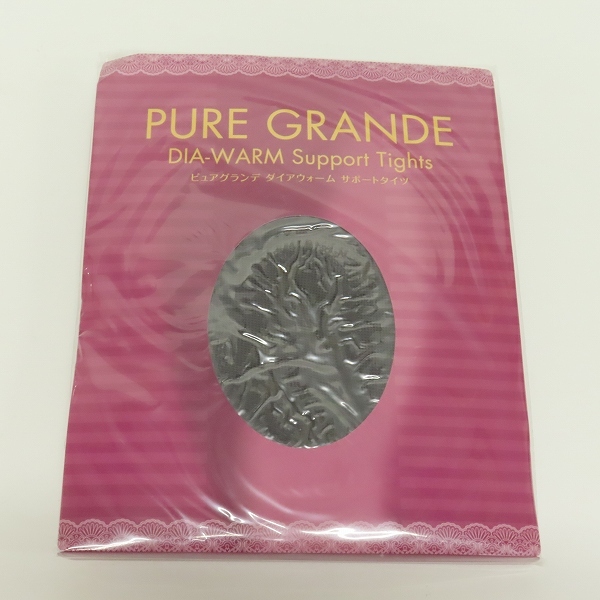 PURE GRANDE
DIA-WARM Support Tights
ピュアグランデ ダイアウォーム サポートタイツ